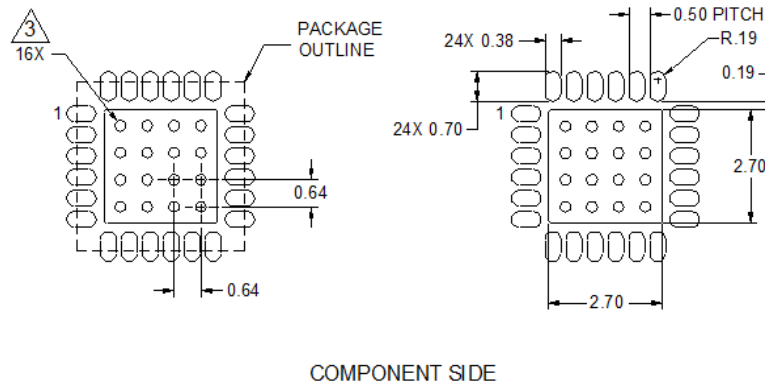 3
16X
PACKAGE
OUTLINE
1
0.64
0.64
0.50 PITCH
24X 0.38
R.19
0.19
24X 0.70
1
2.70
2.70
COMPONENT SIDE